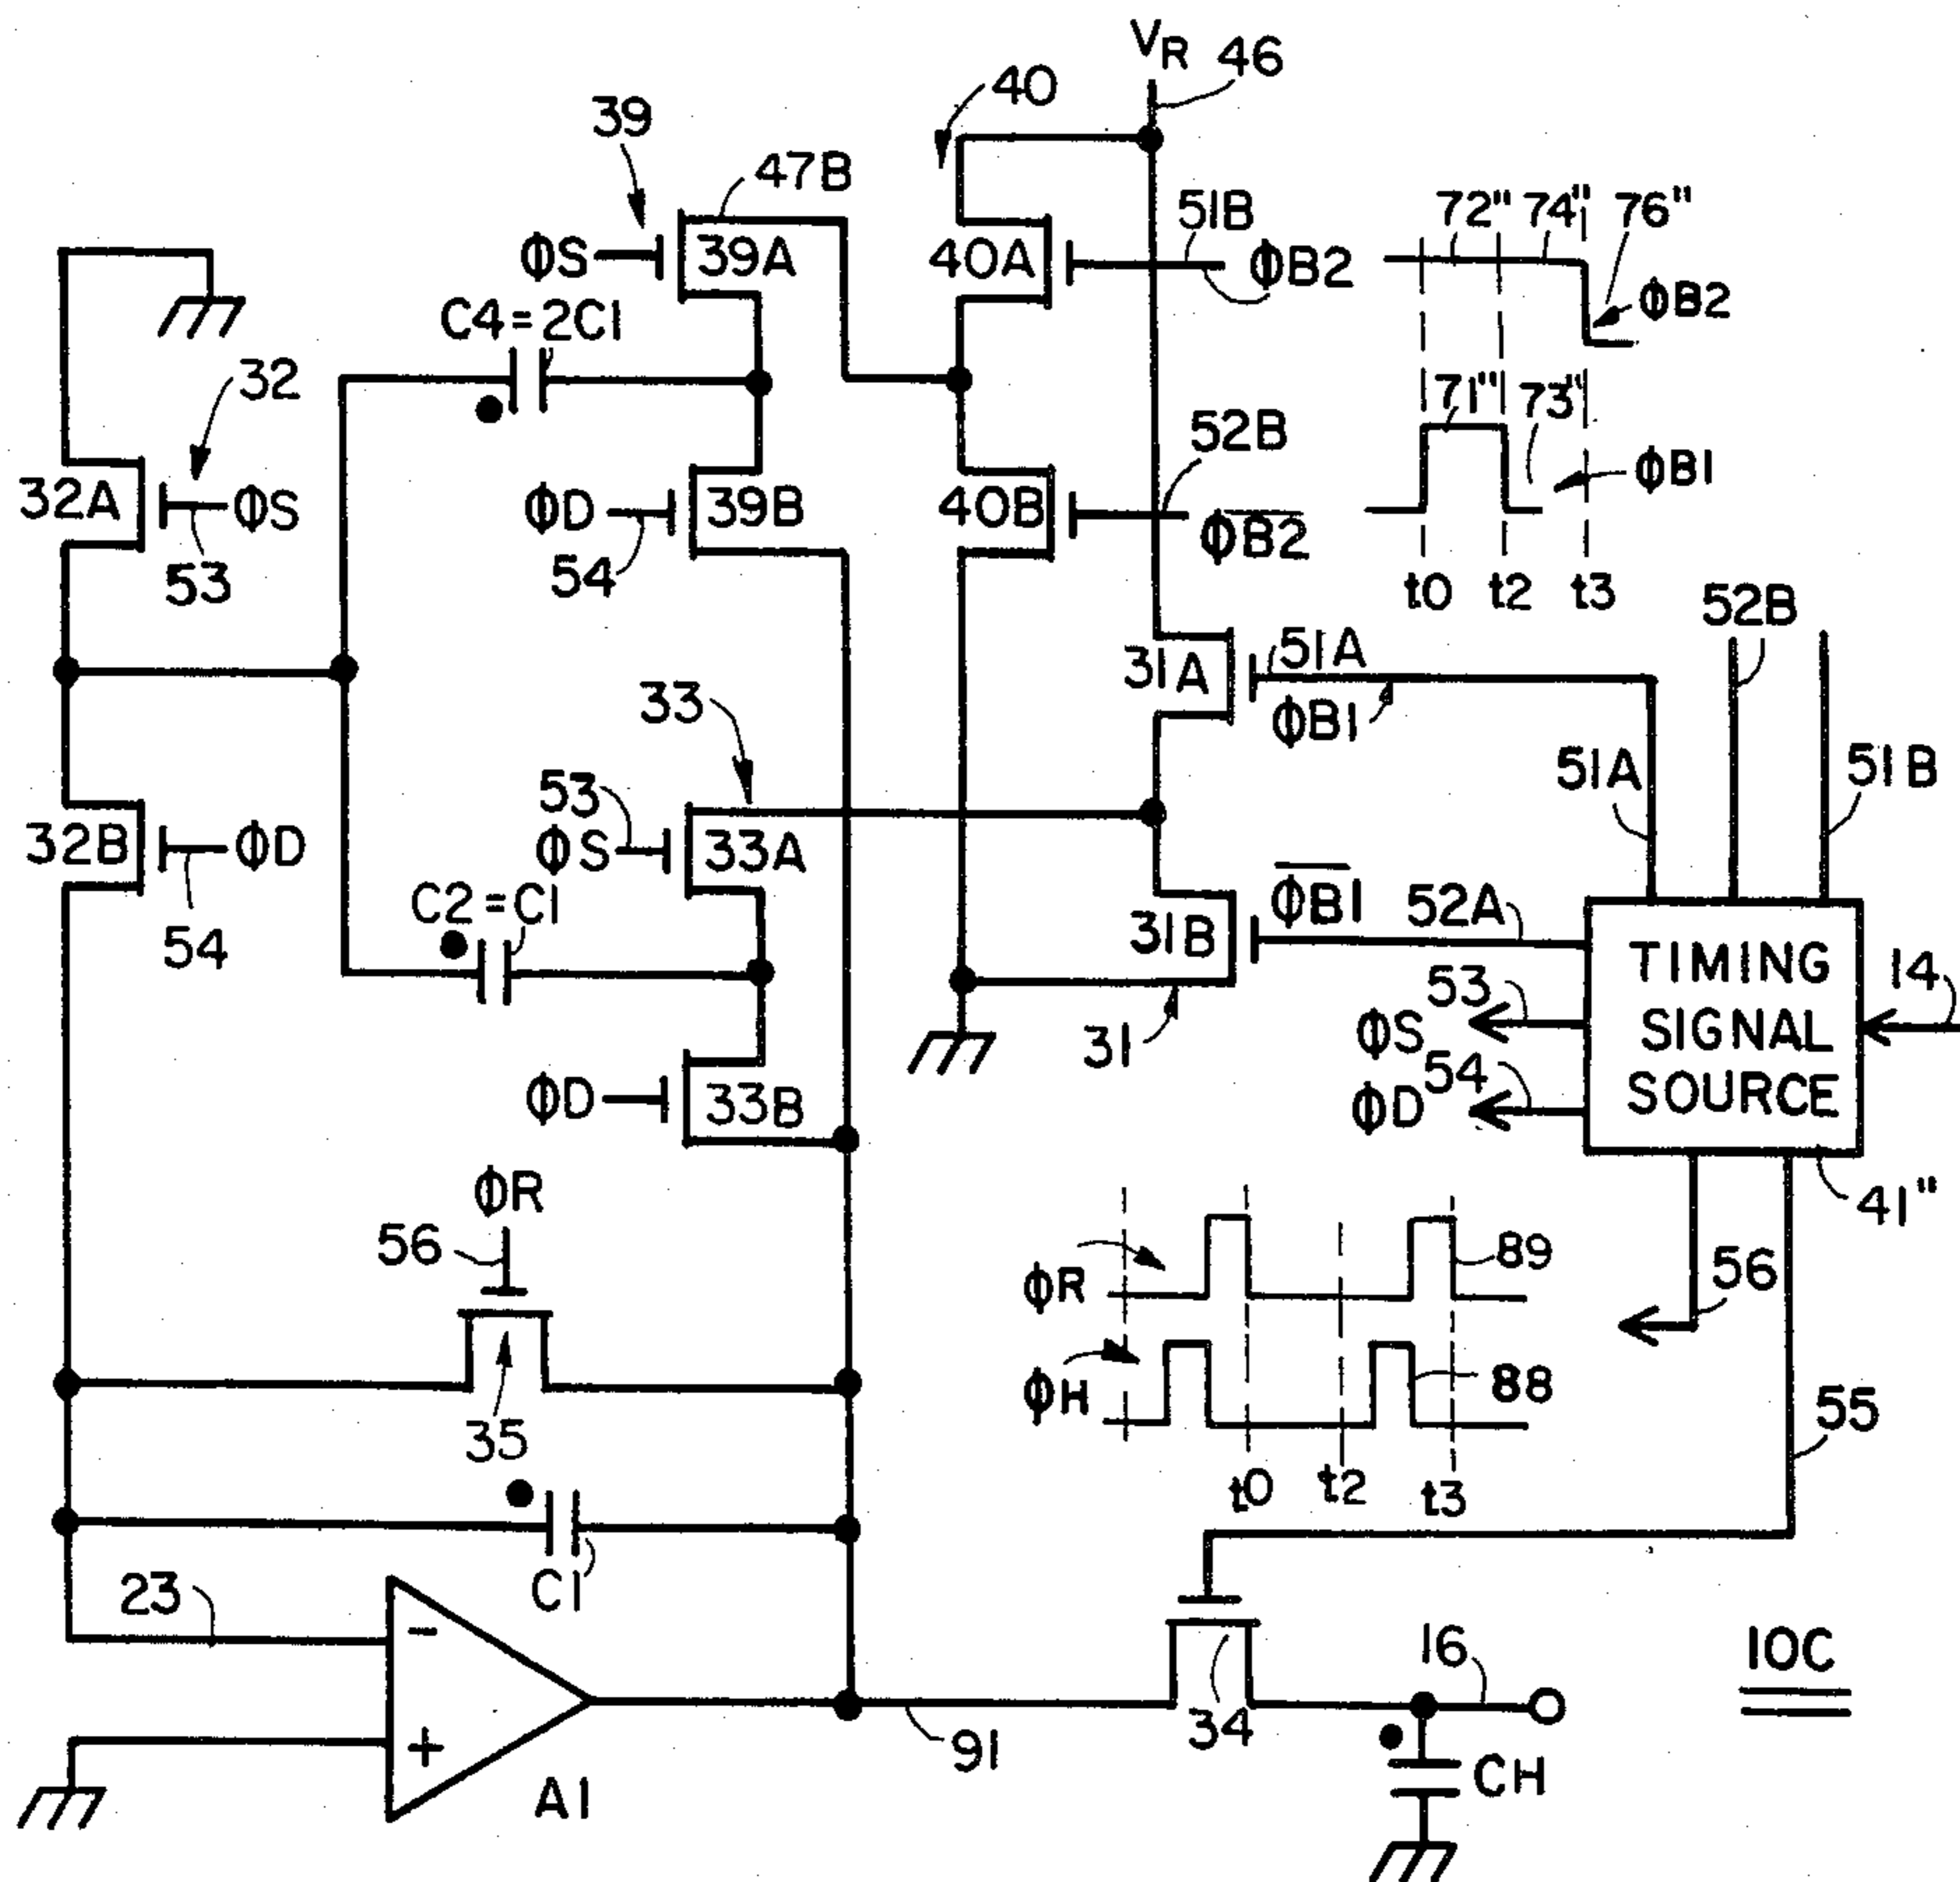 VR 46
40
39
47B
51B
72" 74" 76"
ΦS 39A
40A
ΦB2
ΦB2
C4=2C1
32
71" 73"
52B
ΦB1
32A ΦS
ΦD 39B
40B
Φ̅B̅2̅
53
54
t0 t2 t3
52B
31A 51A
33
ΦB1
51A 51B
53
32B ΦD
ΦS 33A
Φ̅B̅1̅
C2=C1
54
31B 52A
TIMING
SIGNAL
SOURCE
14
53
ΦS
54
ΦD
31
ΦD 33B
41"
ΦR
56
ΦR 89
56
ΦH 88
55
35
t0 t2 t3
23
C1
-
+
A1
91
34
16
10C
CH